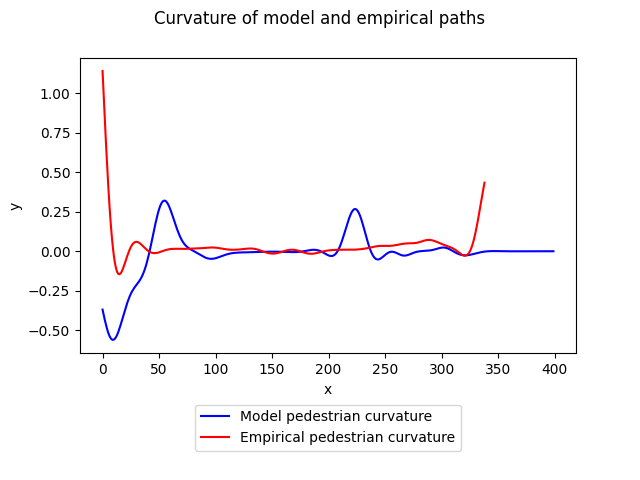 Curvature of model and empirical paths
1.00
0.75
0.50
0.25
0.00
−0.25
−0.50
y
0 50 100 150 200 250 300 350 400
x
Model pedestrian curvature
Empirical pedestrian curvature